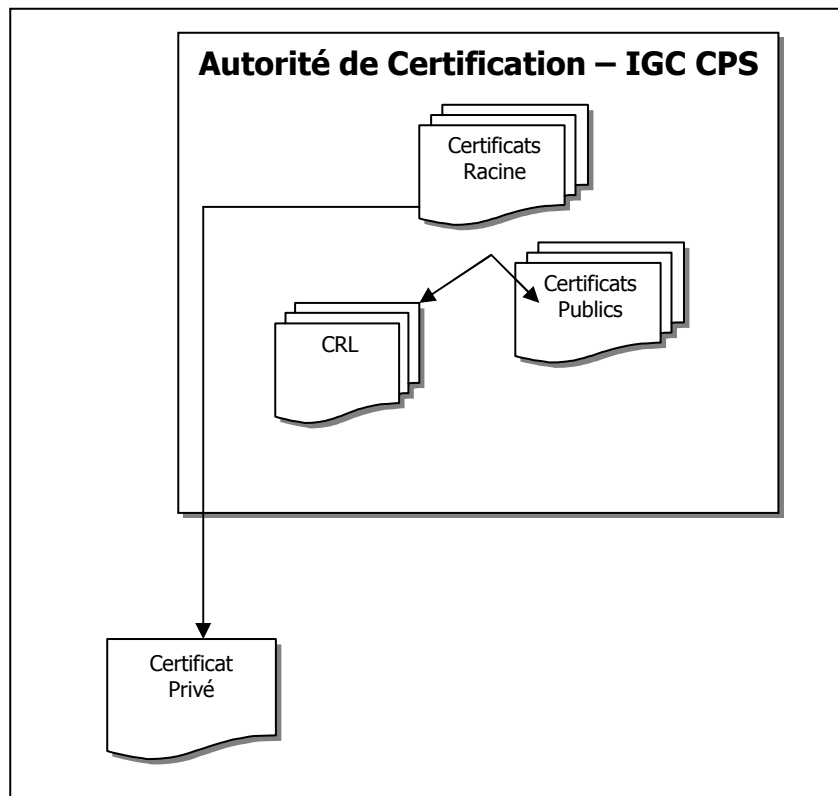 Autorité de Certification – IGC CPS
Certificats
Racine
Certificats
Publics
CRL
Certificat
Privé